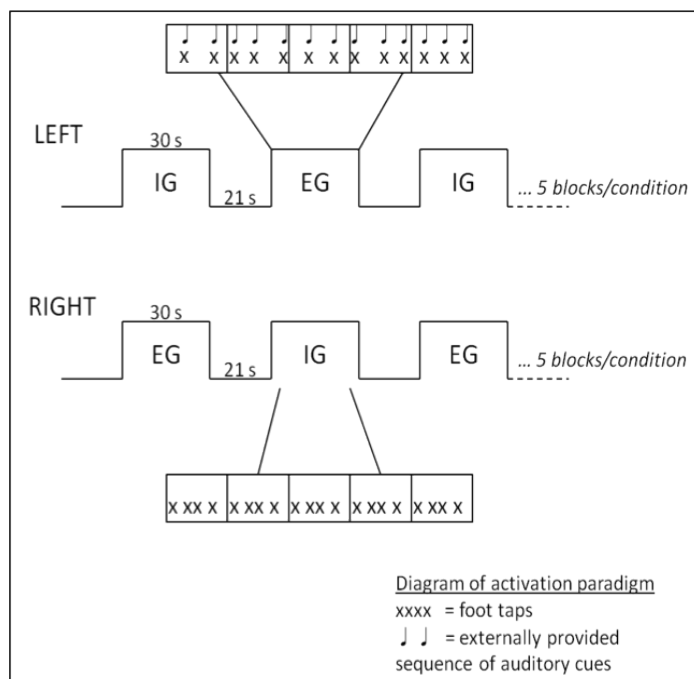 ♩ ♩ ♩ ♩ ♩ ♩ ♩ ♩ ♩ ♩ ♩ ♩ ♩
x x x x x x x x x x x x x
LEFT
30 s
IG
21 s
EG
IG
... 5 blocks/condition
RIGHT
30 s
EG
21 s
IG
EG
... 5 blocks/condition
x xx x x xx x x xx x x xx x x xx x
Diagram of activation paradigm
xxxx = foot taps
♩ ♩ = externally provided
sequence of auditory cues